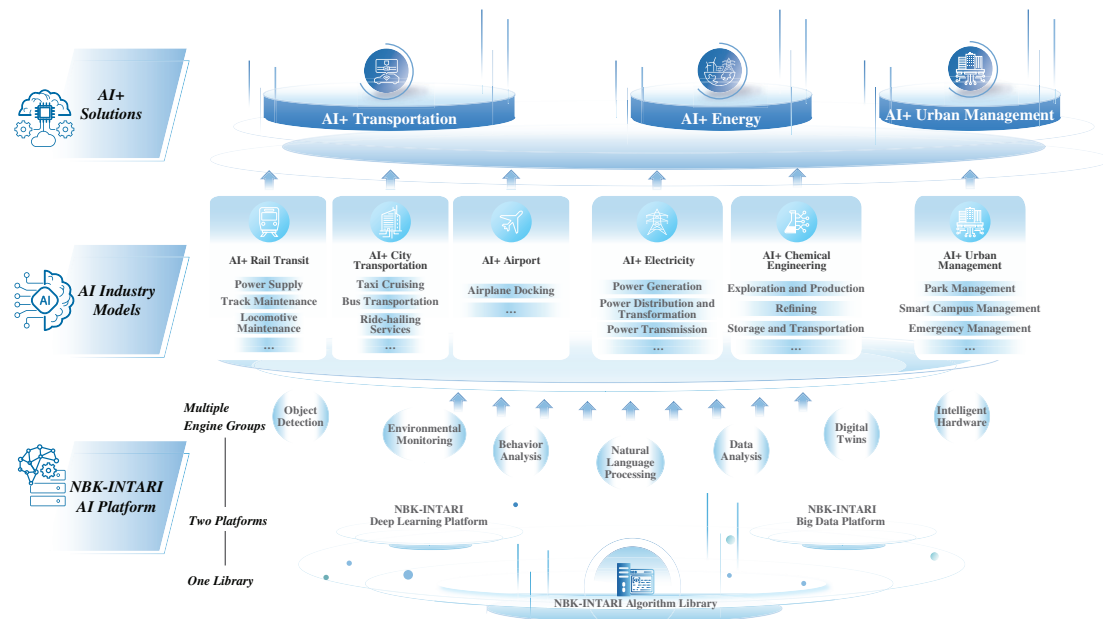 AI+
Solutions
AI+ Transportation
AI+ Energy
AI+ Urban Management
AI Industry
Models
AI
AI+ Rail Transit
Power Supply
Track Maintenance
Locomotive
Maintenance
...
AI+ City
Transportation
Taxi Cruising
Bus Transportation
Ride-hailing
Services
...
AI+ Airport
Airplane Docking
...
AI+ Electricity
Power Generation
Power Distribution and
Transformation
Power Transmission
...
AI+ Chemical
Engineering
Exploration and Production
Refining
Storage and Transportation
...
AI+ Urban
Management
Park Management
Smart Campus Management
Emergency Management
...
NBK-INTARI
AI Platform
Multiple
Engine Groups
Object
Detection
Environmental
Monitoring
Behavior
Analysis
Natural
Language
Processing
Data
Analysis
Digital
Twins
Intelligent
Hardware
Two Platforms
NBK-INTARI
Deep Learning Platform
NBK-INTARI
Big Data Platform
One Library
NBK-INTARI Algorithm Library